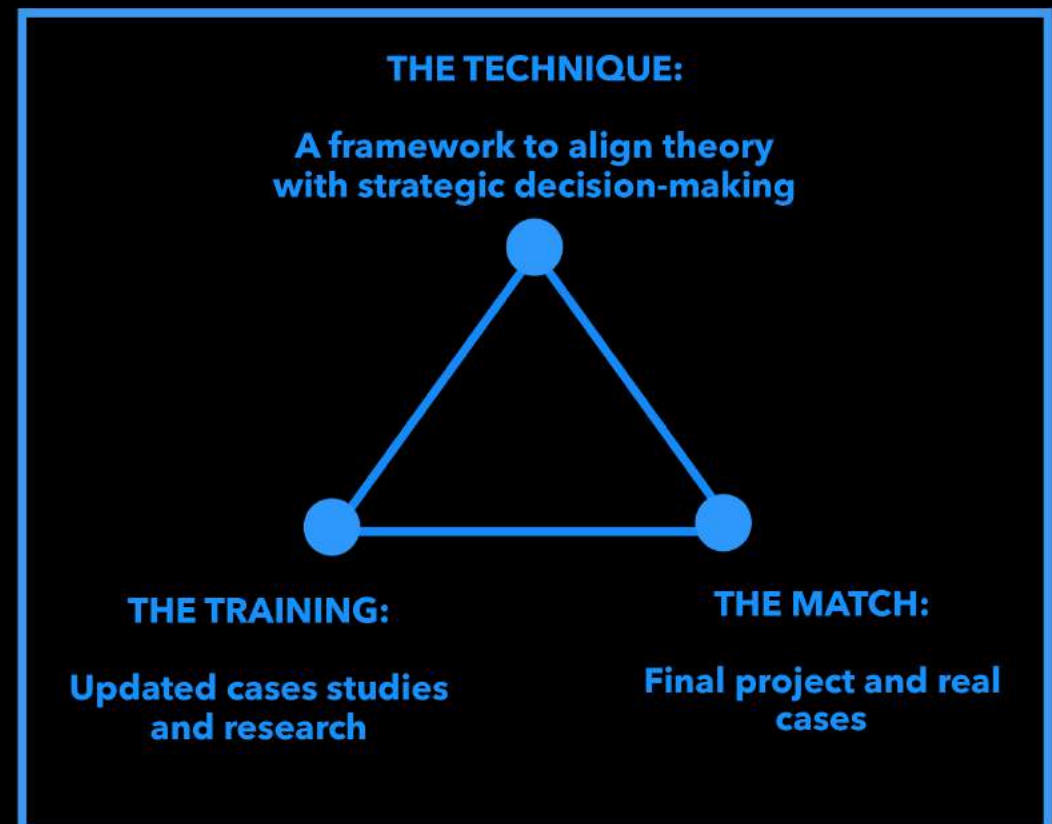 THE TECHNIQUE:
A framework to align theory
with strategic decision-making
THE TRAINING:
Updated cases studies
and research
THE MATCH:
Final project and real
cases